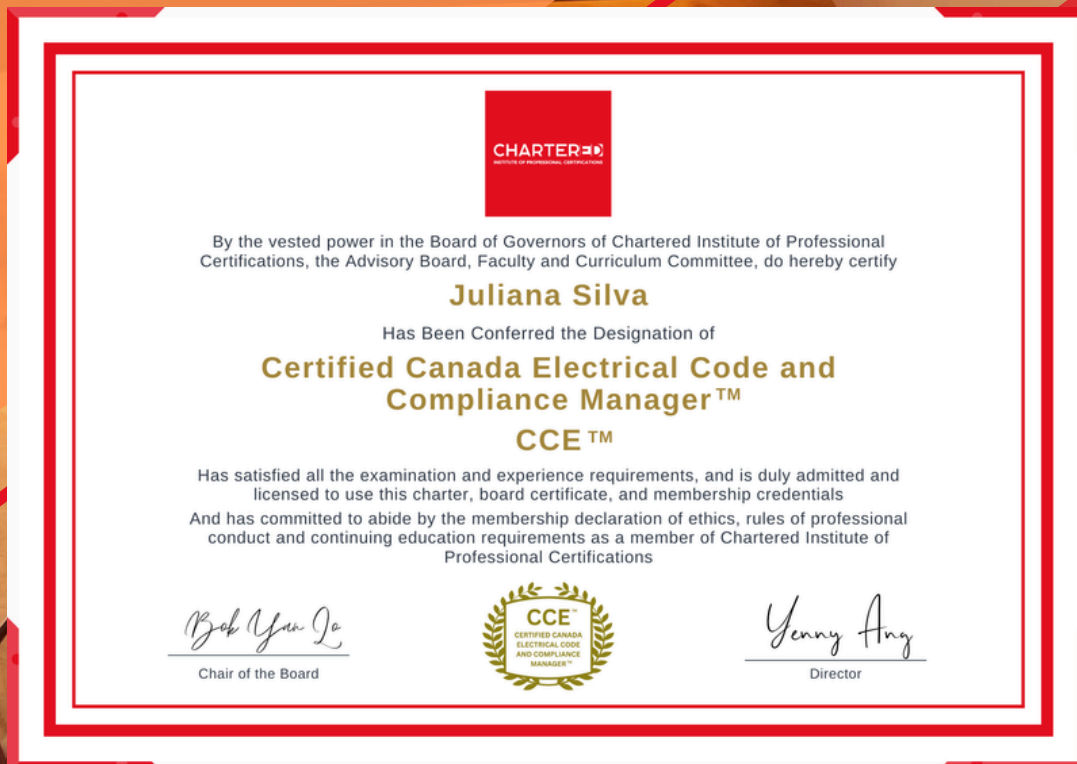 CHARTERED
INSTITUTE OF PROFESSIONAL CERTIFICATIONS
By the vested power in the Board of Governors of Chartered Institute of Professional
Certifications, the Advisory Board, Faculty and Curriculum Committee, do hereby certify
Juliana Silva
Has Been Conferred the Designation of
Certified Canada Electrical Code and
Compliance Manager™
CCE™
Has satisfied all the examination and experience requirements, and is duly admitted and
licensed to use this charter, board certificate, and membership credentials
And has committed to abide by the membership declaration of ethics, rules of professional
conduct and continuing education requirements as a member of Chartered Institute of
Professional Certifications
Bok Yan Lo
Chair of the Board
CCE™
CERTIFIED CANADA
ELECTRICAL CODE
AND COMPLIANCE
MANAGER™
Yenny Ang
Director